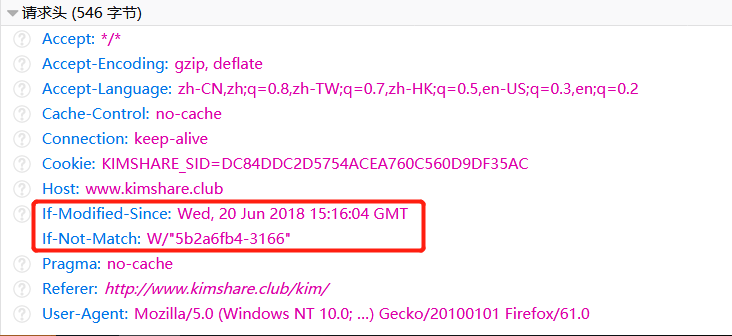 请求头 (546 字节)
Accept: */*
Accept-Encoding: gzip, deflate
Accept-Language: zh-CN,zh;q=0.8,zh-TW;q=0.7,zh-HK;q=0.5,en-US;q=0.3,en;q=0.2
Cache-Control: no-cache
Connection: keep-alive
Cookie: KIMSHARE_SID=DC84DDC2D5754ACEA760C560D9DF35AC
Host: www.kimshare.club
If-Modified-Since: Wed, 20 Jun 2018 15:16:04 GMT
If-Not-Match: W/"5b2a6fb4-3166"
Pragma: no-cache
Referer: http://www.kimshare.club/kim/
User-Agent: Mozilla/5.0 (Windows NT 10.0; ...) Gecko/20100101 Firefox/61.0